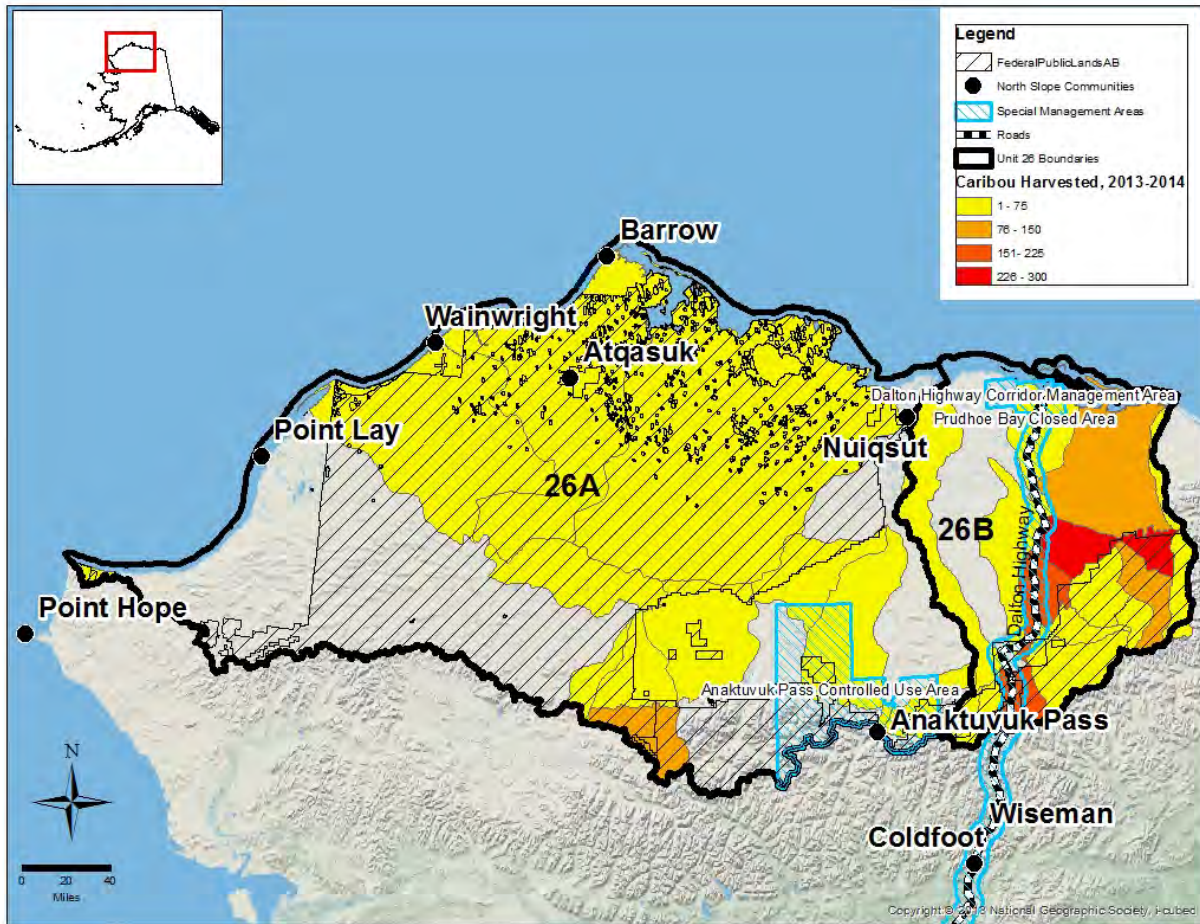 Legend
FederalPublicLandsAB
North Slope Communities
Special Management Areas
Roads
Unit 26 Boundaries
Caribou Harvested, 2013-2014
1 - 75
76 - 150
151- 225
226 - 300
Barrow
Wainwright
Atqasuk
Dalton Highway Corridor Management Area
Point Lay
Prudhoe Bay Closed Area
Nuiqsut
26A
26B
Dalton Highway
Point Hope
Anaktuvuk Pass Controlled Use Area
Anaktuvuk Pass
N
Wiseman
Coldfoot
0 20 40
Miles
Copyright:© 2013 National Geographic Society, i-cubed